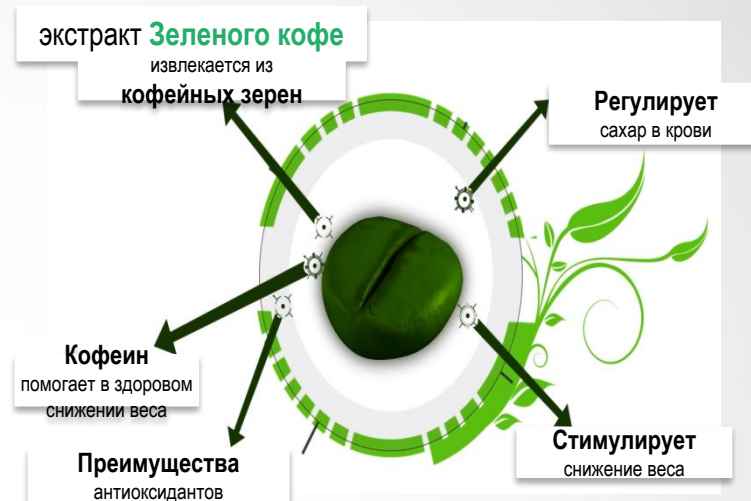 экстракт Зеленого кофе
извлекается из
кофейных зерен
Регулирует
сахар в крови
Кофеин
помогает в здоровом
снижении веса
Преимущества
антиоксидантов
Стимулирует
снижение веса